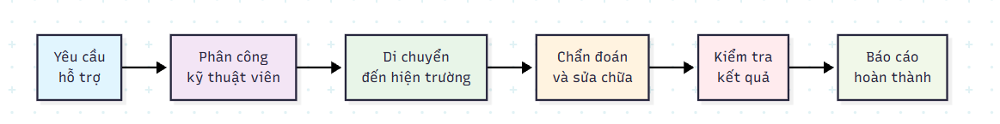 Yêu cầu
hỗ trợ
Phân công
kỹ thuật viên
Di chuyển
đến hiện trường
Chẩn đoán
và sửa chữa
Kiểm tra
kết quả
Báo cáo
hoàn thành